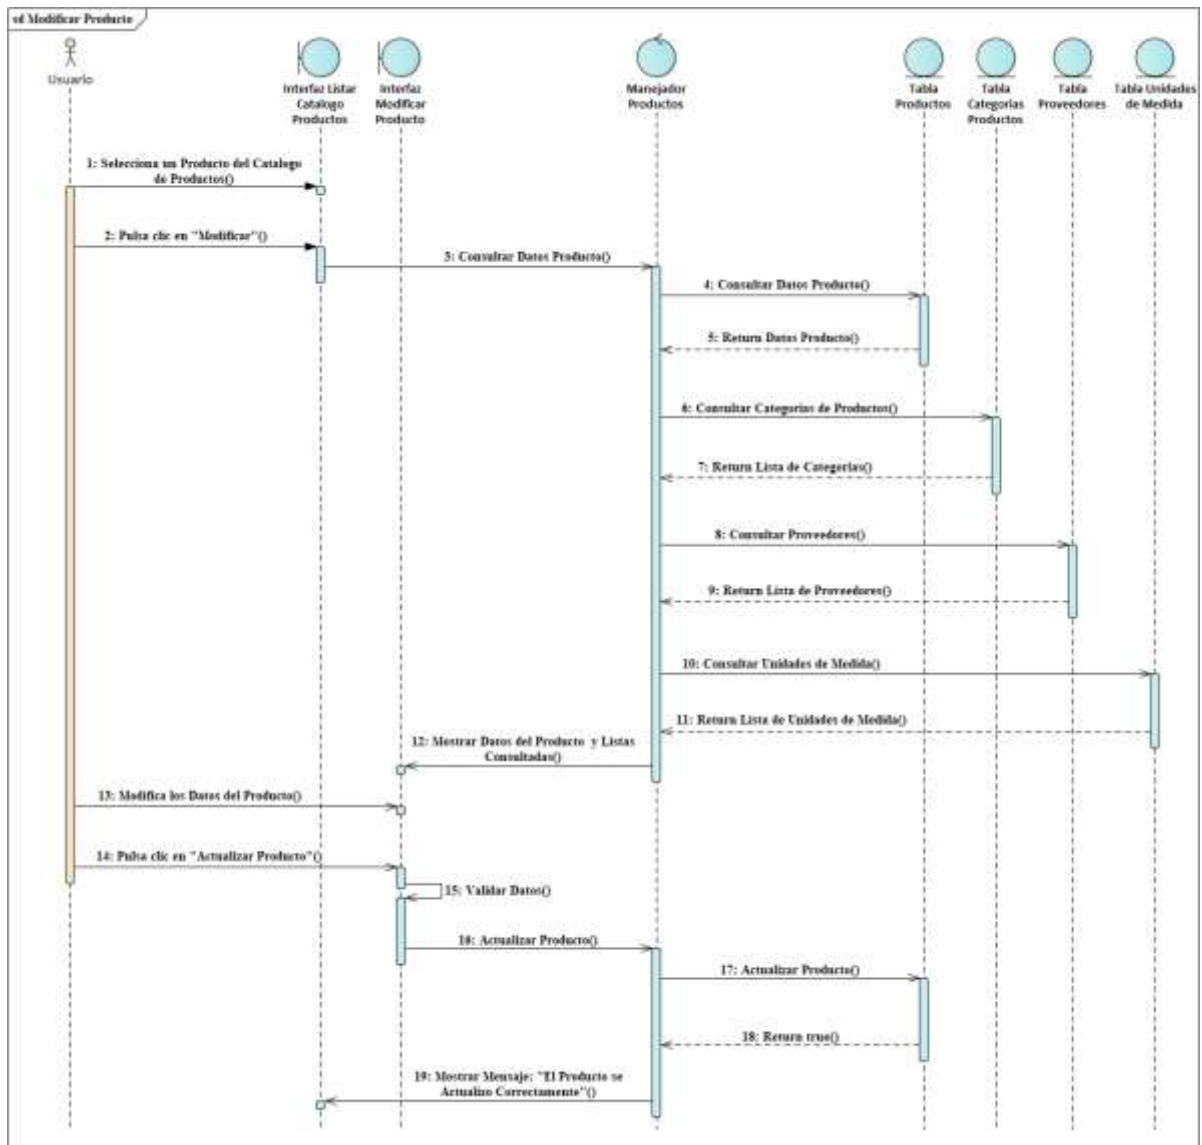 sd Modificar Producto
Usuario
Interfaz Listar
Catalogo
Productos
Interfaz
Modificar
Producto
Manejador
Productos
Tabla
Productos
Tabla
Categorias
Productos
Tabla
Proveedores
Tabla Unidades
de Medida
1: Selecciona un Producto del Catalogo
de Productos()
2: Pulsa clic en "Modificar"()
3: Consultar Datos Producto()
4: Consultar Datos Producto()
5: Return Datos Producto()
6: Consultar Categorias de Productos()
7: Return Lista de Categorias()
8: Consultar Proveedores()
9: Return Lista de Proveedores()
10: Consultar Unidades de Medida()
11: Return Lista de Unidades de Medida()
12: Mostrar Datos del Producto y Listas
Consultadas()
13: Modifica los Datos del Producto()
14: Pulsa clic en "Actualizar Producto"()
15: Validar Datos()
16: Actualizar Producto()
17: Actualizar Producto()
18: Return true()
19: Mostrar Mensaje: "El Producto se
Actualizo Correctamente"()